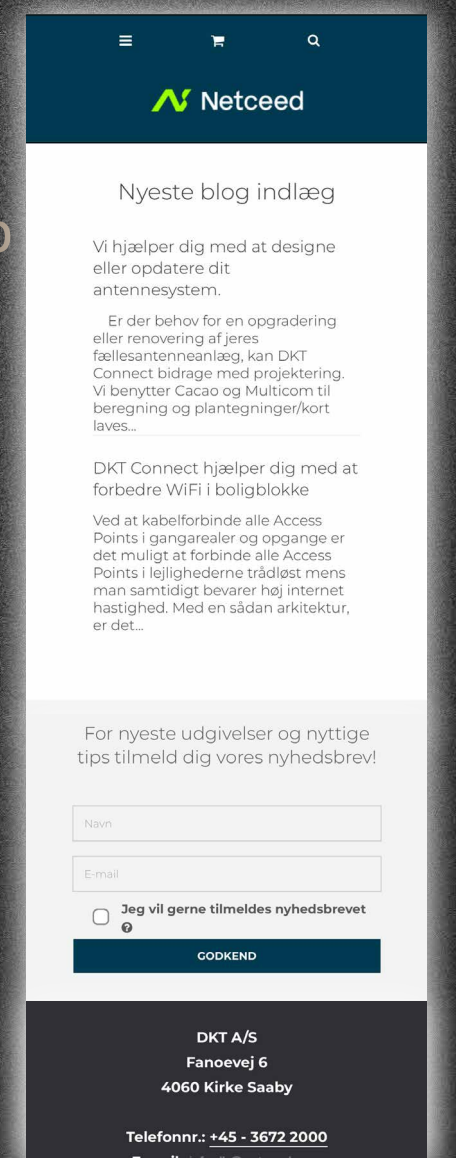 Netceed
Nyeste blog indlæg
Vi hjælper dig med at designe
eller opdatere dit
antennesystem.
Er der behov for en opgradering
eller renovering af jeres
fællesantenneanlæg, kan DKT
Connect bidrage med projektering.
Vi benytter Cacao og Multicom til
beregning og plantegninger/kort
laves...
DKT Connect hjælper dig med at
forbedre WiFi i boligblokke
Ved at kabelforbinde alle Access
Points i gangarealer og opgange er
det muligt at forbinde alle Access
Points i lejlighederne trådløst mens
man samtidigt bevarer høj internet
hastighed. Med en sådan arkitektur,
er det...
For nyeste udgivelser og nyttige
tips tilmeld dig vores nyhedsbrev!
Navn
E-mail
Jeg vil gerne tilmeldes nyhedsbrevet
?
GODKEND
DKT A/S
Fanoevej 6
4060 Kirke Saaby
Telefonnr.: +45 - 3672 2000